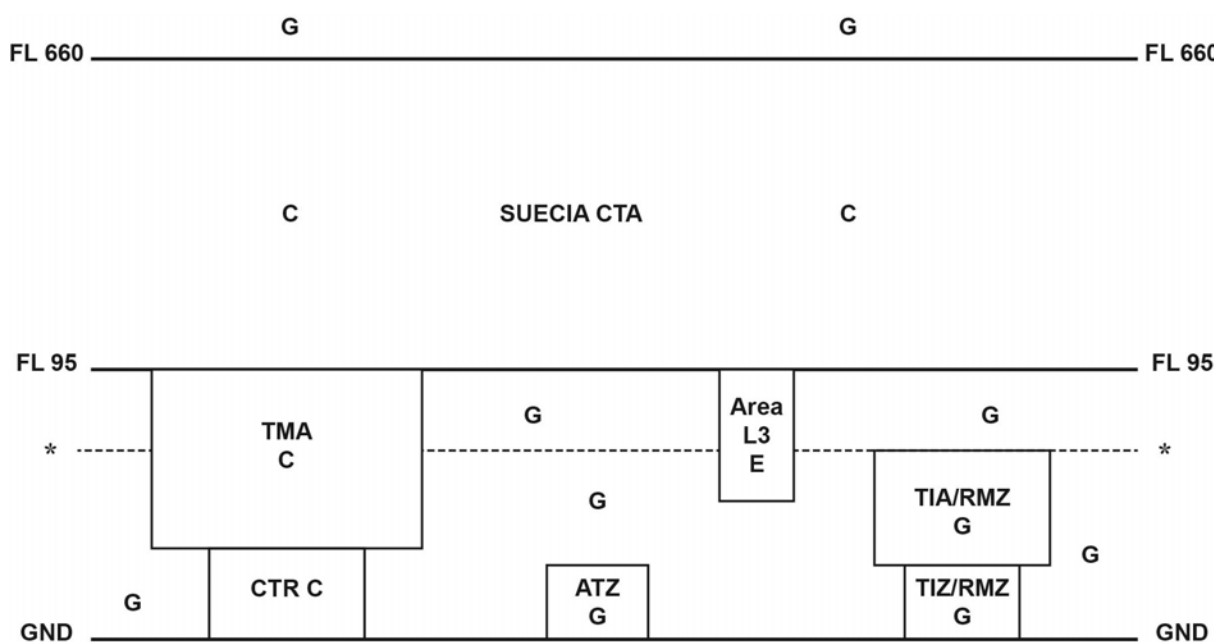 G G
FL 660 FL 660
C SUECIA CTA C
FL 95 FL 95
TMA
C
G
Area
L3
E
G
* *
G
TIA/RMZ
G
G
CTR C
ATZ
G
TIZ/RMZ
G
G
GND GND